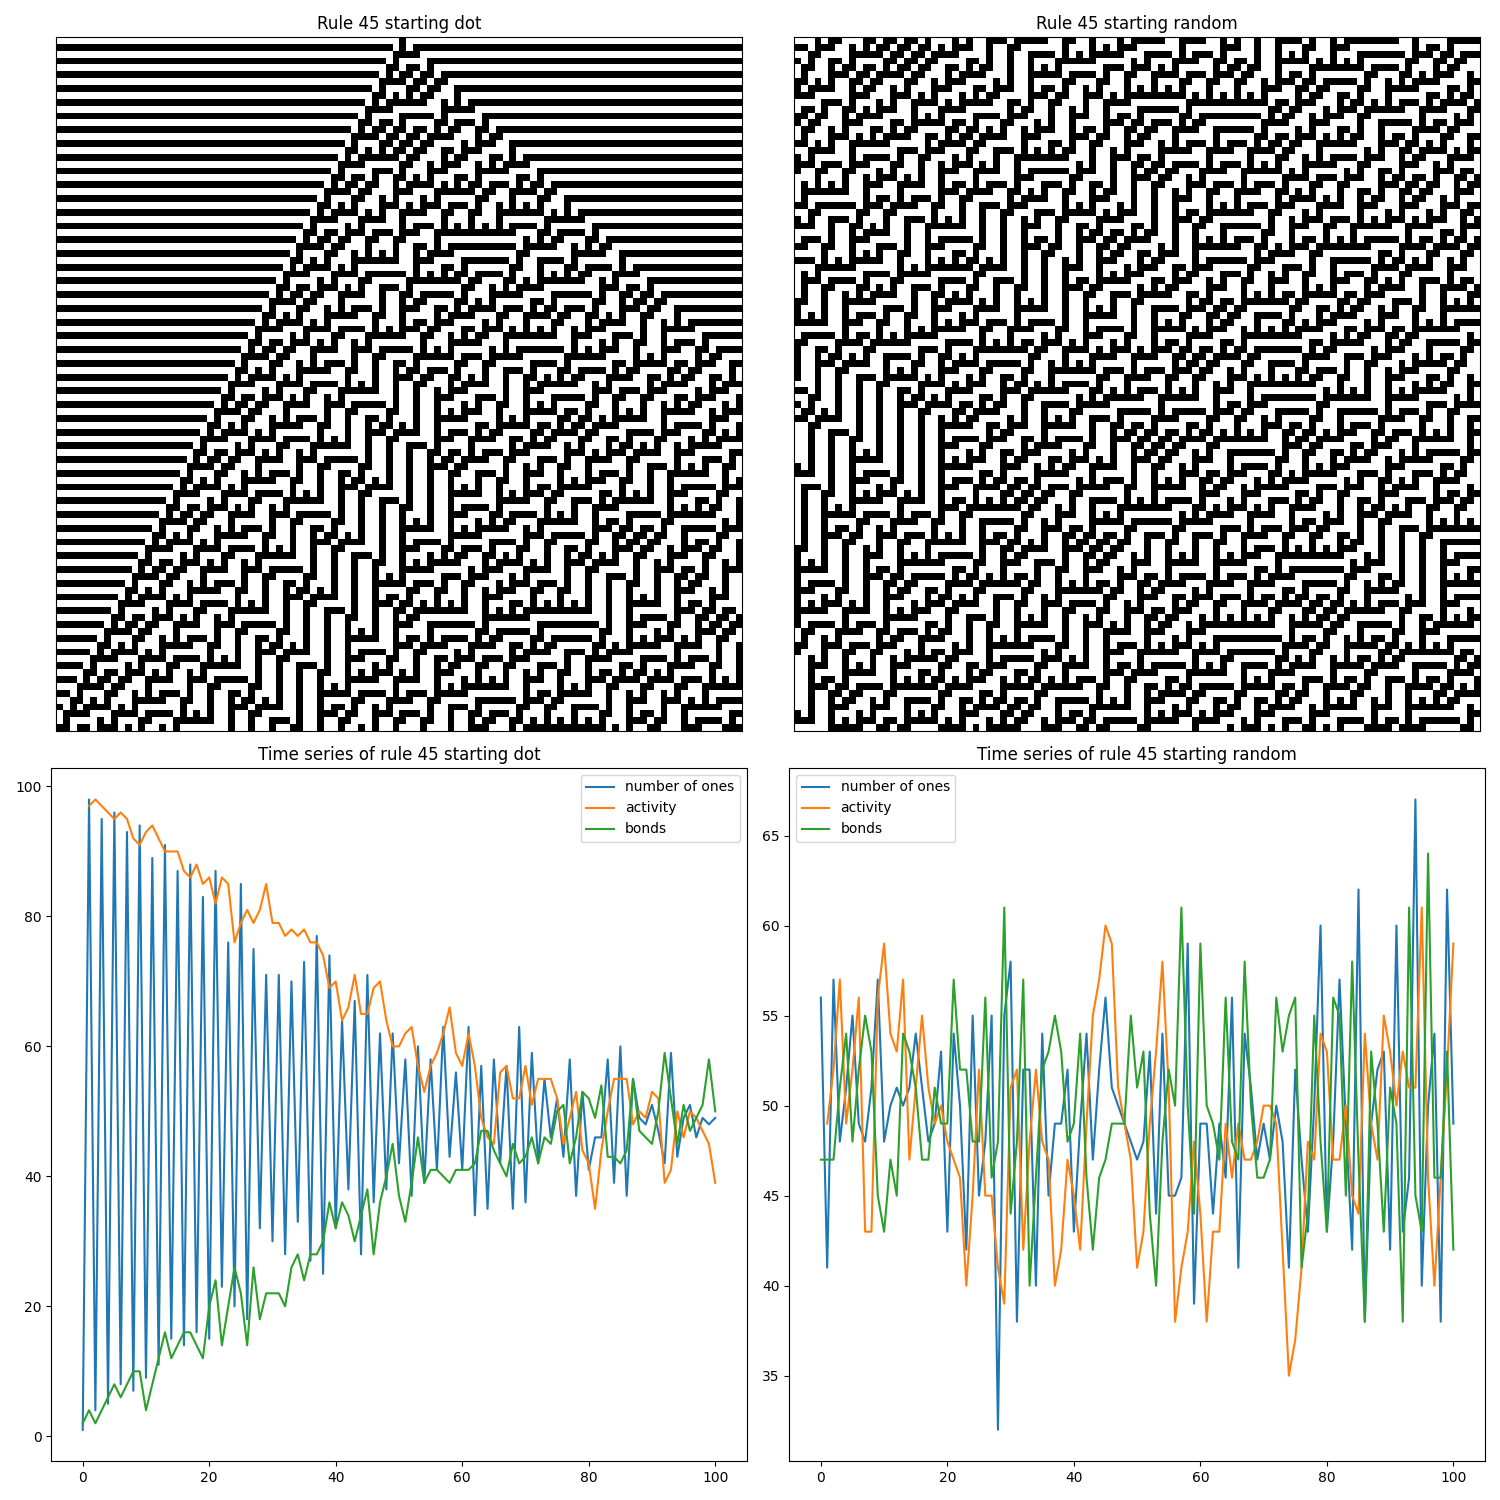 Rule 45 starting dot
Rule 45 starting random
Time series of rule 45 starting dot
100
80
60
40
20
0
0 20 40 60 80 100
number of ones
activity
bonds
Time series of rule 45 starting random
65
60
55
50
45
40
35
0 20 40 60 80 100
number of ones
activity
bonds